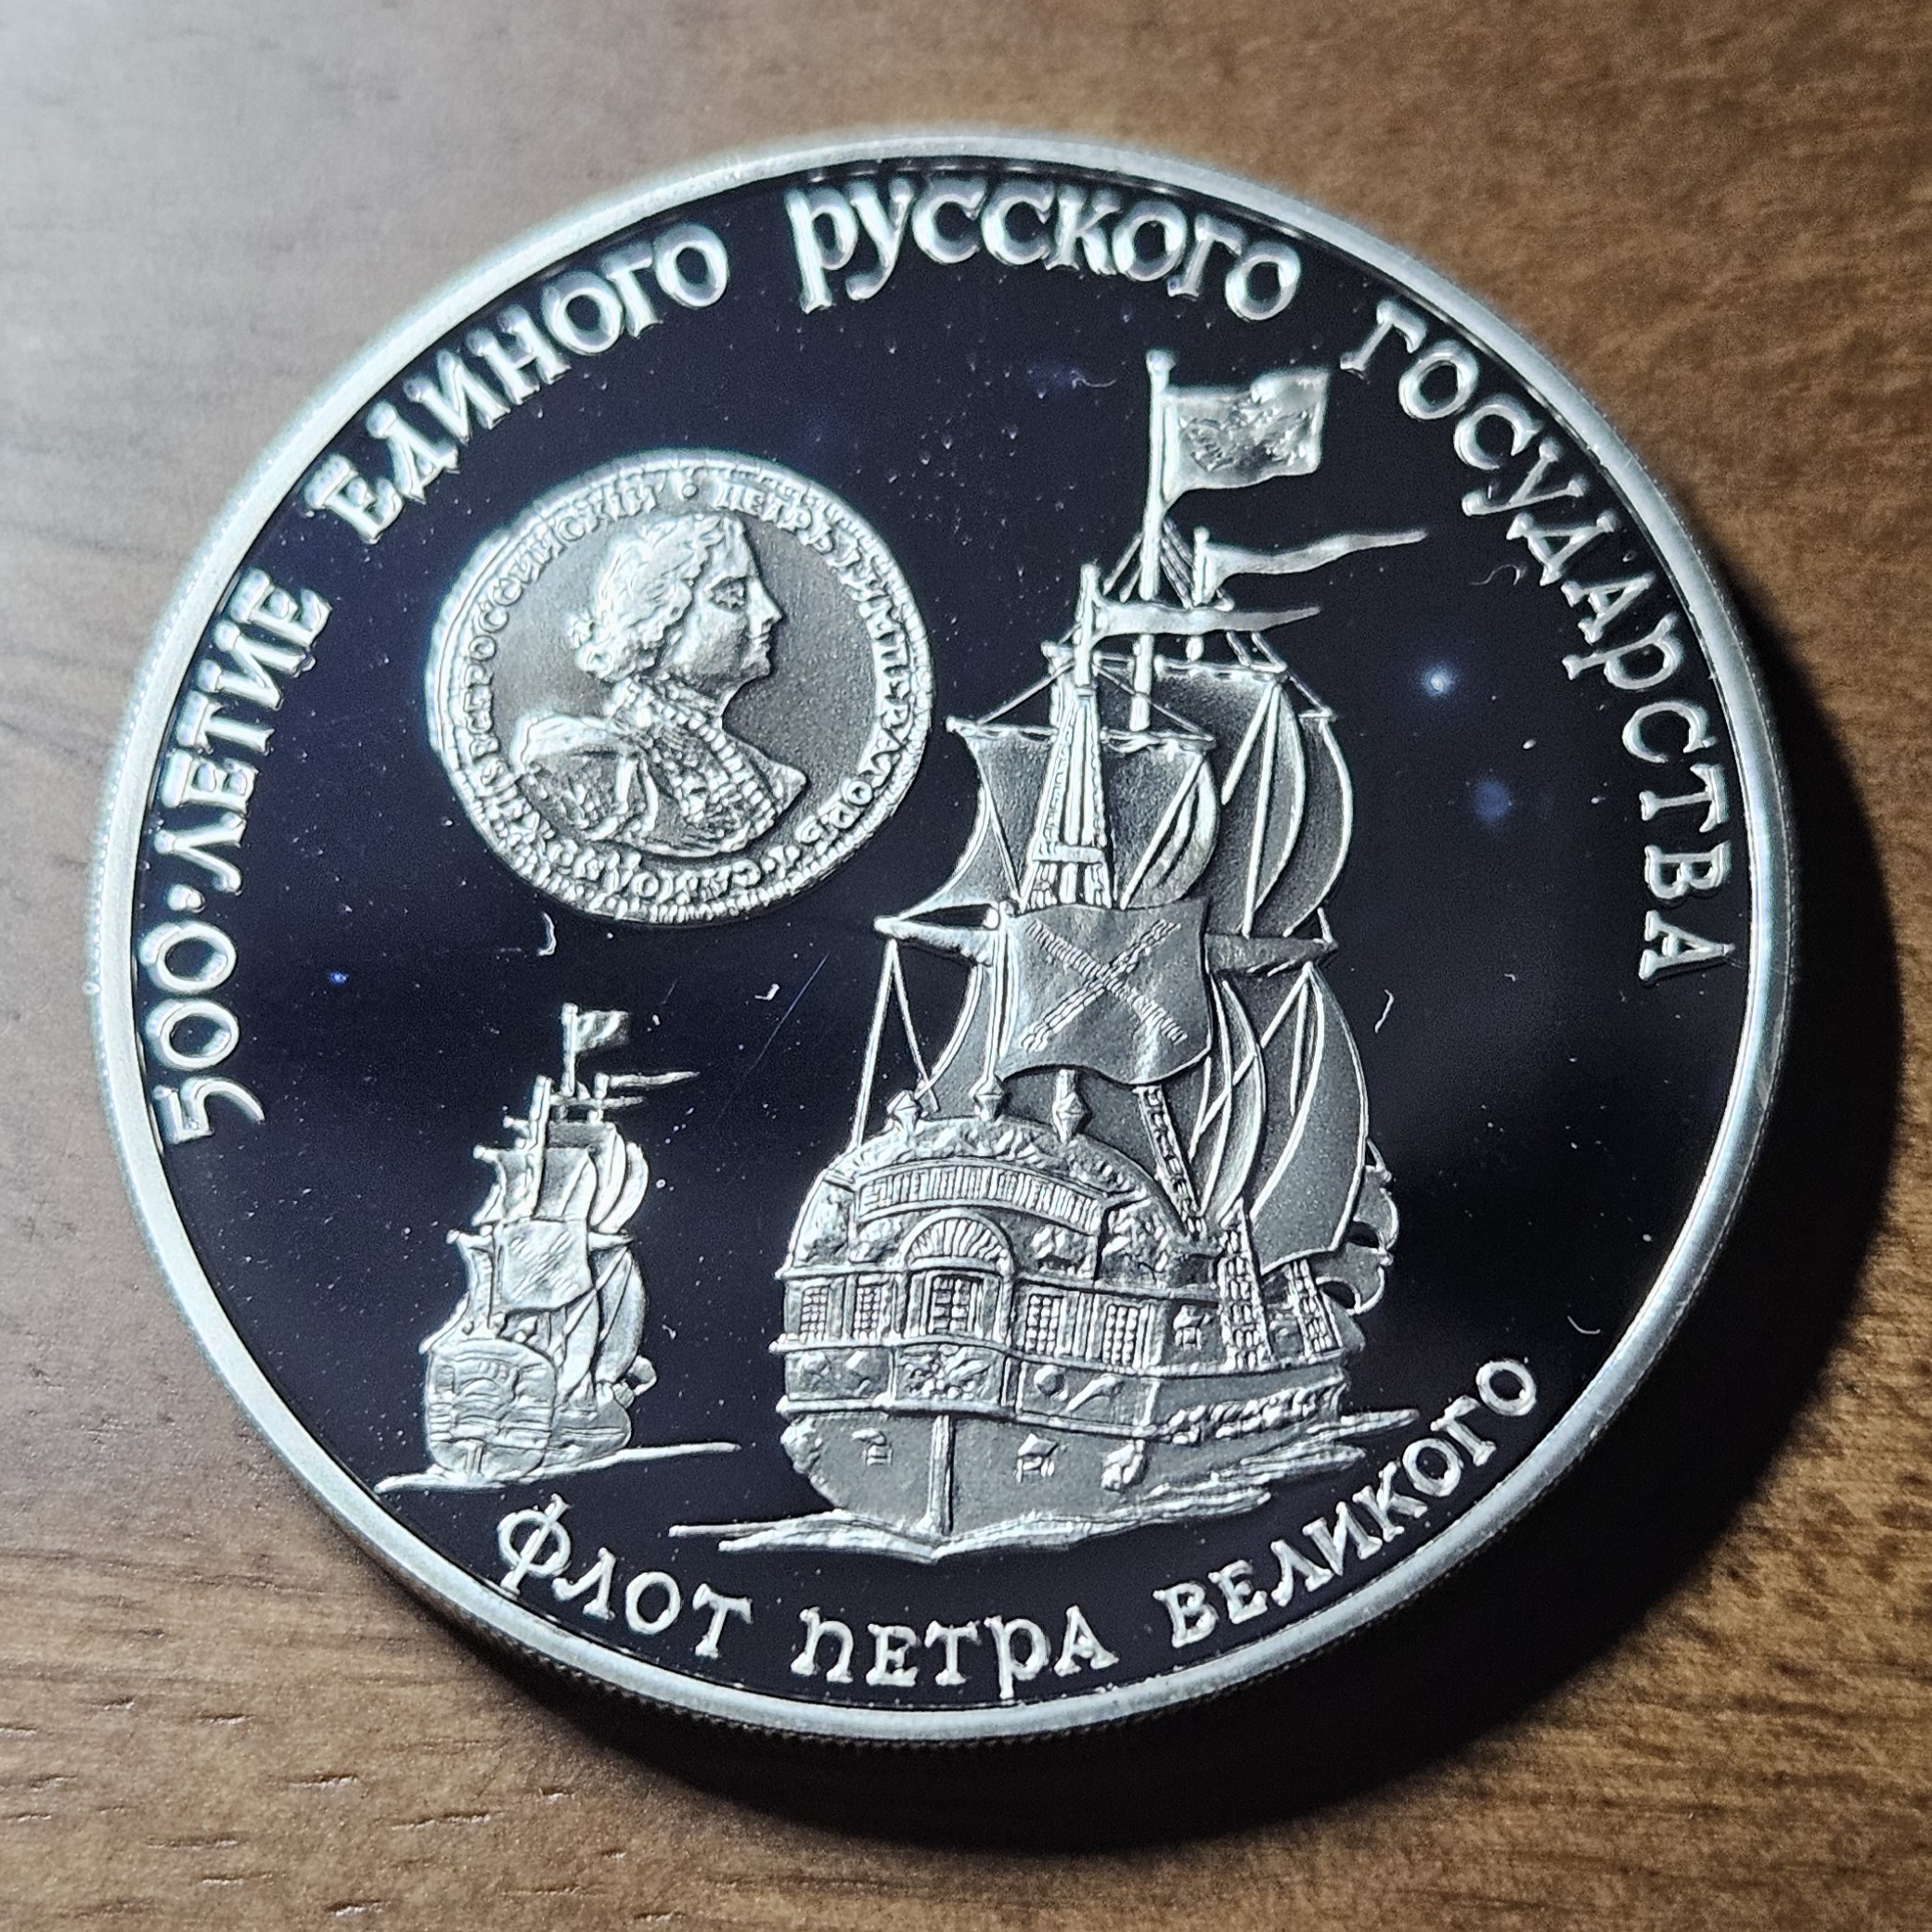 500·ЛЕТИЕ ЕДИНОГО РУССКОГО ГОСУДАРСТВА
ФЛОТ ПЕТРА ВЕЛИКОГО